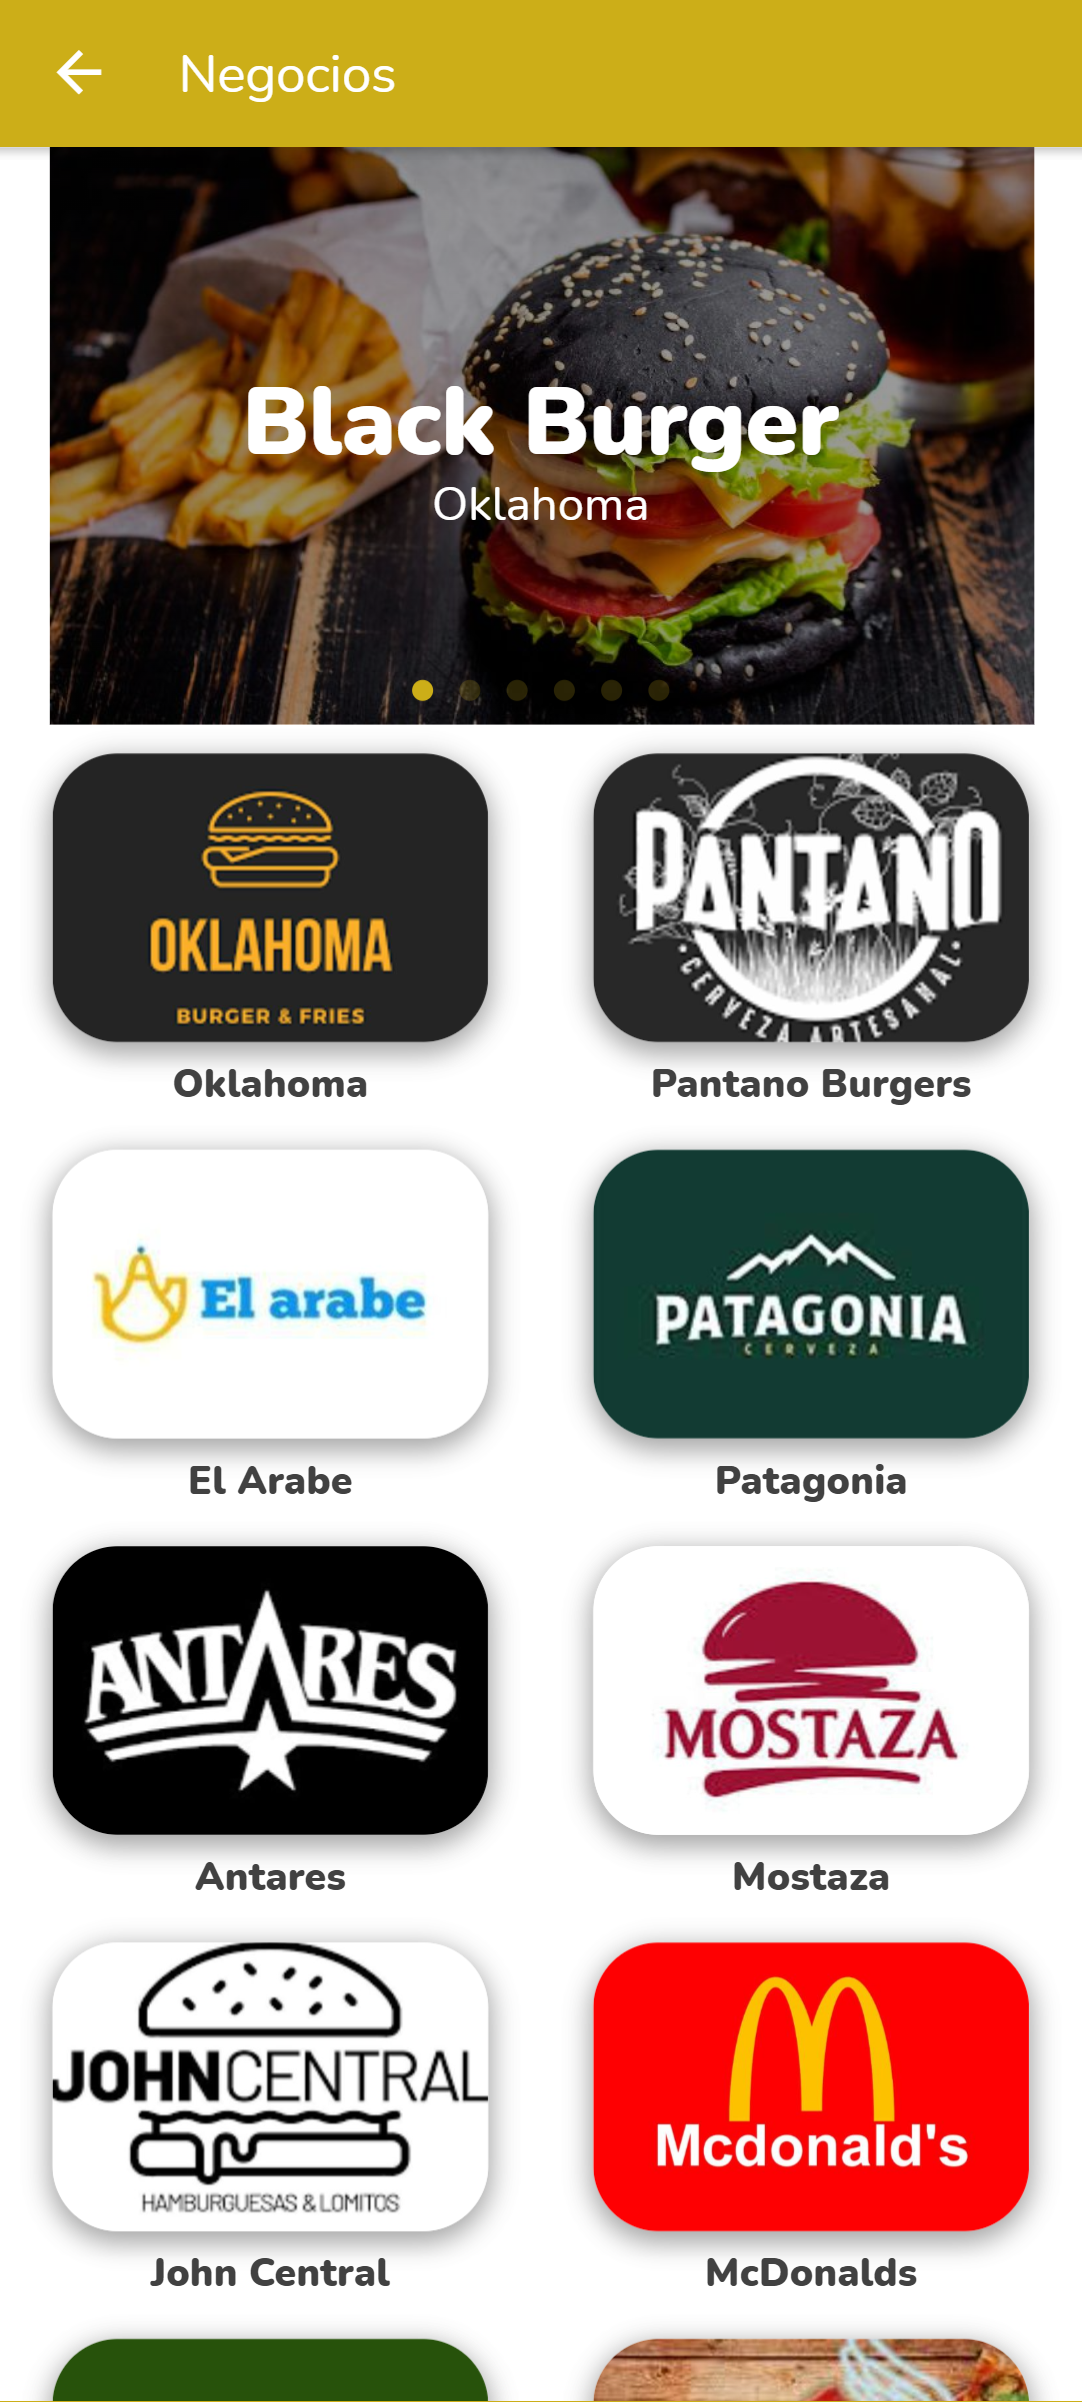 Negocios
Black Burger
Oklahoma
OKLAHOMA
BURGER & FRIES
PANTANO
•CERVEZA ARTESANAL•
Oklahoma
Pantano Burgers
El arabe
PATAGONIA
CERVEZA
El Arabe
Patagonia
ANTARES
MOSTAZA
Antares
Mostaza
JOHNCENTRAL
HAMBURGUESAS & LOMITOS
Mcdonald's
John Central
McDonalds